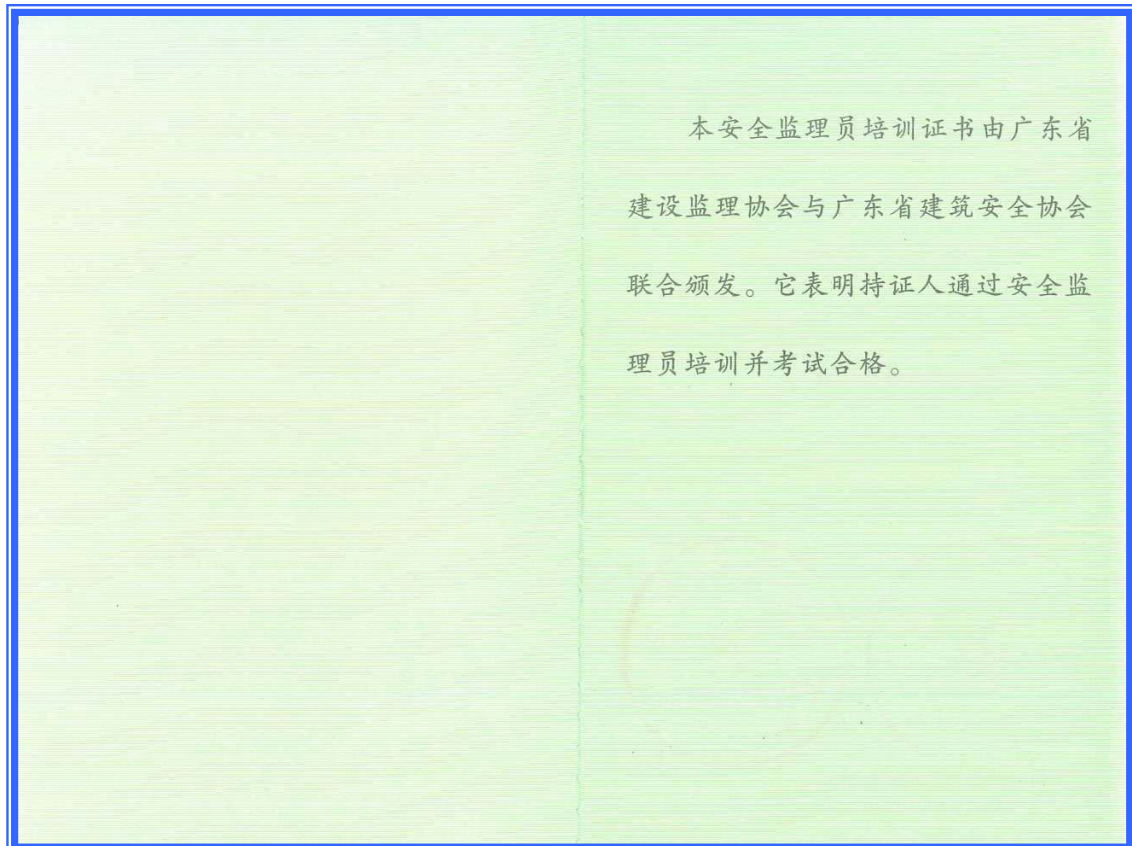 本安全监理员培训证书由广东省
建设监理协会与广东省建筑安全协会
联合颁发。它表明持证人通过安全监
理员培训并考试合格。